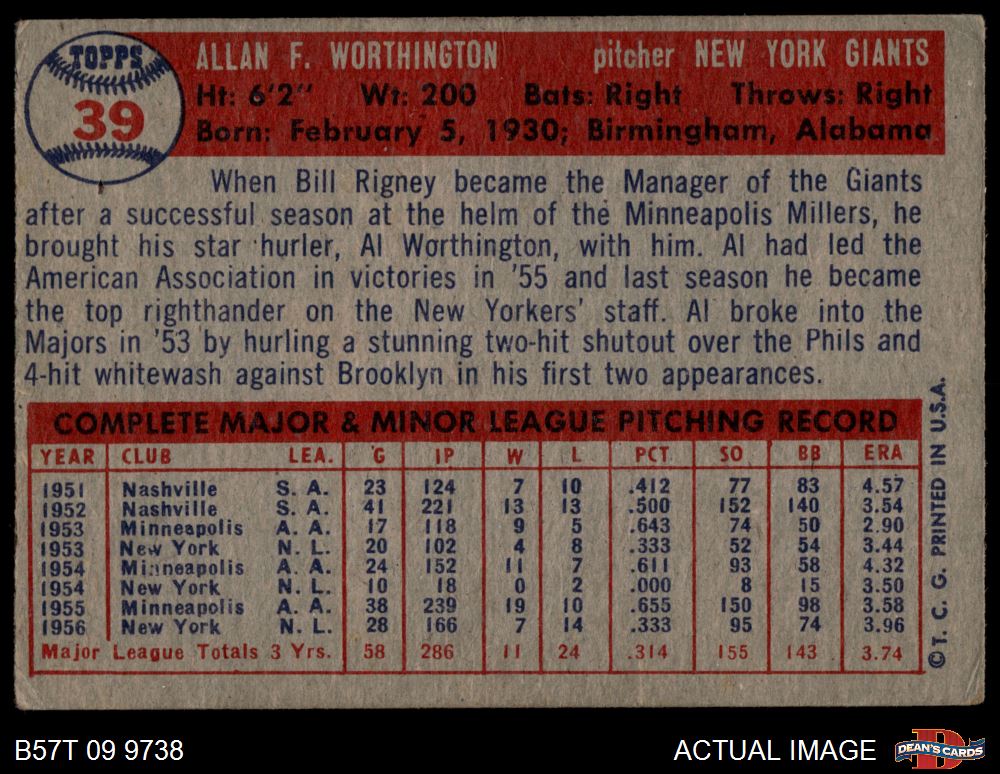 TOPPS
39
ALLAN F. WORTHINGTON pitcher NEW YORK GIANTS
Ht: 6'2" Wt: 200 Bats: Right Throws: Right
Born: February 5, 1930; Birmingham, Alabama
When Bill Rigney became the Manager of the Giants
after a successful season at the helm of the Minneapolis Millers, he
brought his star hurler, Al Worthington, with him. Al had led the
American Association in victories in '55 and last season he became
the top righthander on the New Yorkers' staff. Al broke into the
Majors in '53 by hurling a stunning two-hit shutout over the Phils and
4-hit whitewash against Brooklyn in his first two appearances.
COMPLETE MAJOR & MINOR LEAGUE PITCHING RECORD
YEAR CLUB LEA. G IP W L PCT. SO BB ERA
1951 Nashville S. A. 23 124 7 10 .412 77 83 4.57
1952 Nashville S. A. 41 221 13 13 .500 152 140 3.54
1953 Minneapolis A. A. 17 118 9 5 .643 74 50 2.90
1953 New York N. L. 20 102 4 8 .333 52 54 3.44
1954 Minneapolis A. A. 24 152 11 7 .611 93 58 4.32
1954 New York N. L. 10 18 0 2 .000 8 15 3.50
1955 Minneapolis A. A. 38 239 19 10 .655 150 98 3.58
1956 New York N. L. 28 166 7 14 .333 95 74 3.96
Major League Totals 3 Yrs. 58 286 11 24 .314 155 143 3.74
©T. C. G. PRINTED IN U.S.A.
B57T 09 9738 ACTUAL IMAGE
DEAN'S CARDS